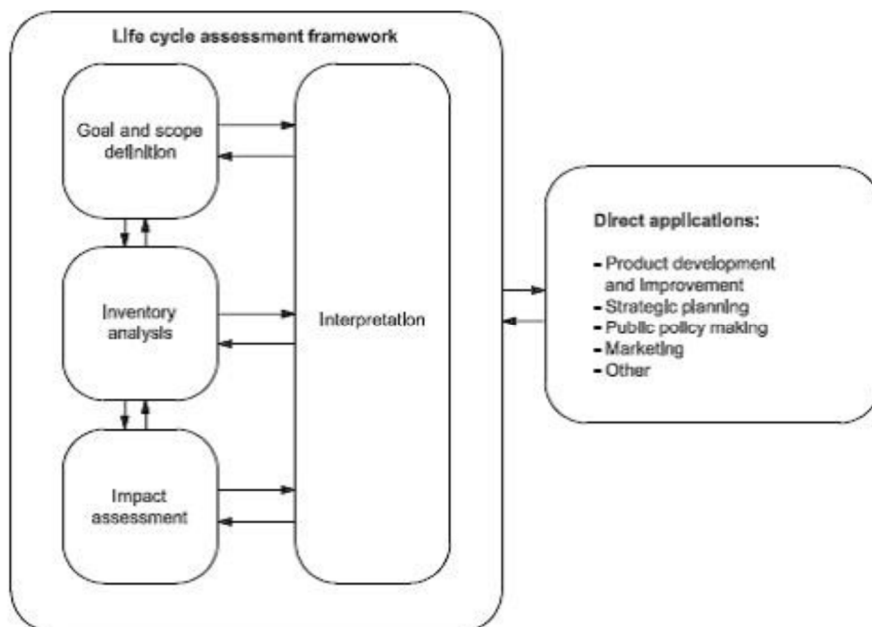 Life cycle assessment framework
Goal and scope
definition
Inventory
analysis
Impact
assessment
Interpretation
Direct applications:
- Product development
and improvement
- Strategic planning
- Public policy making
- Marketing
- Other